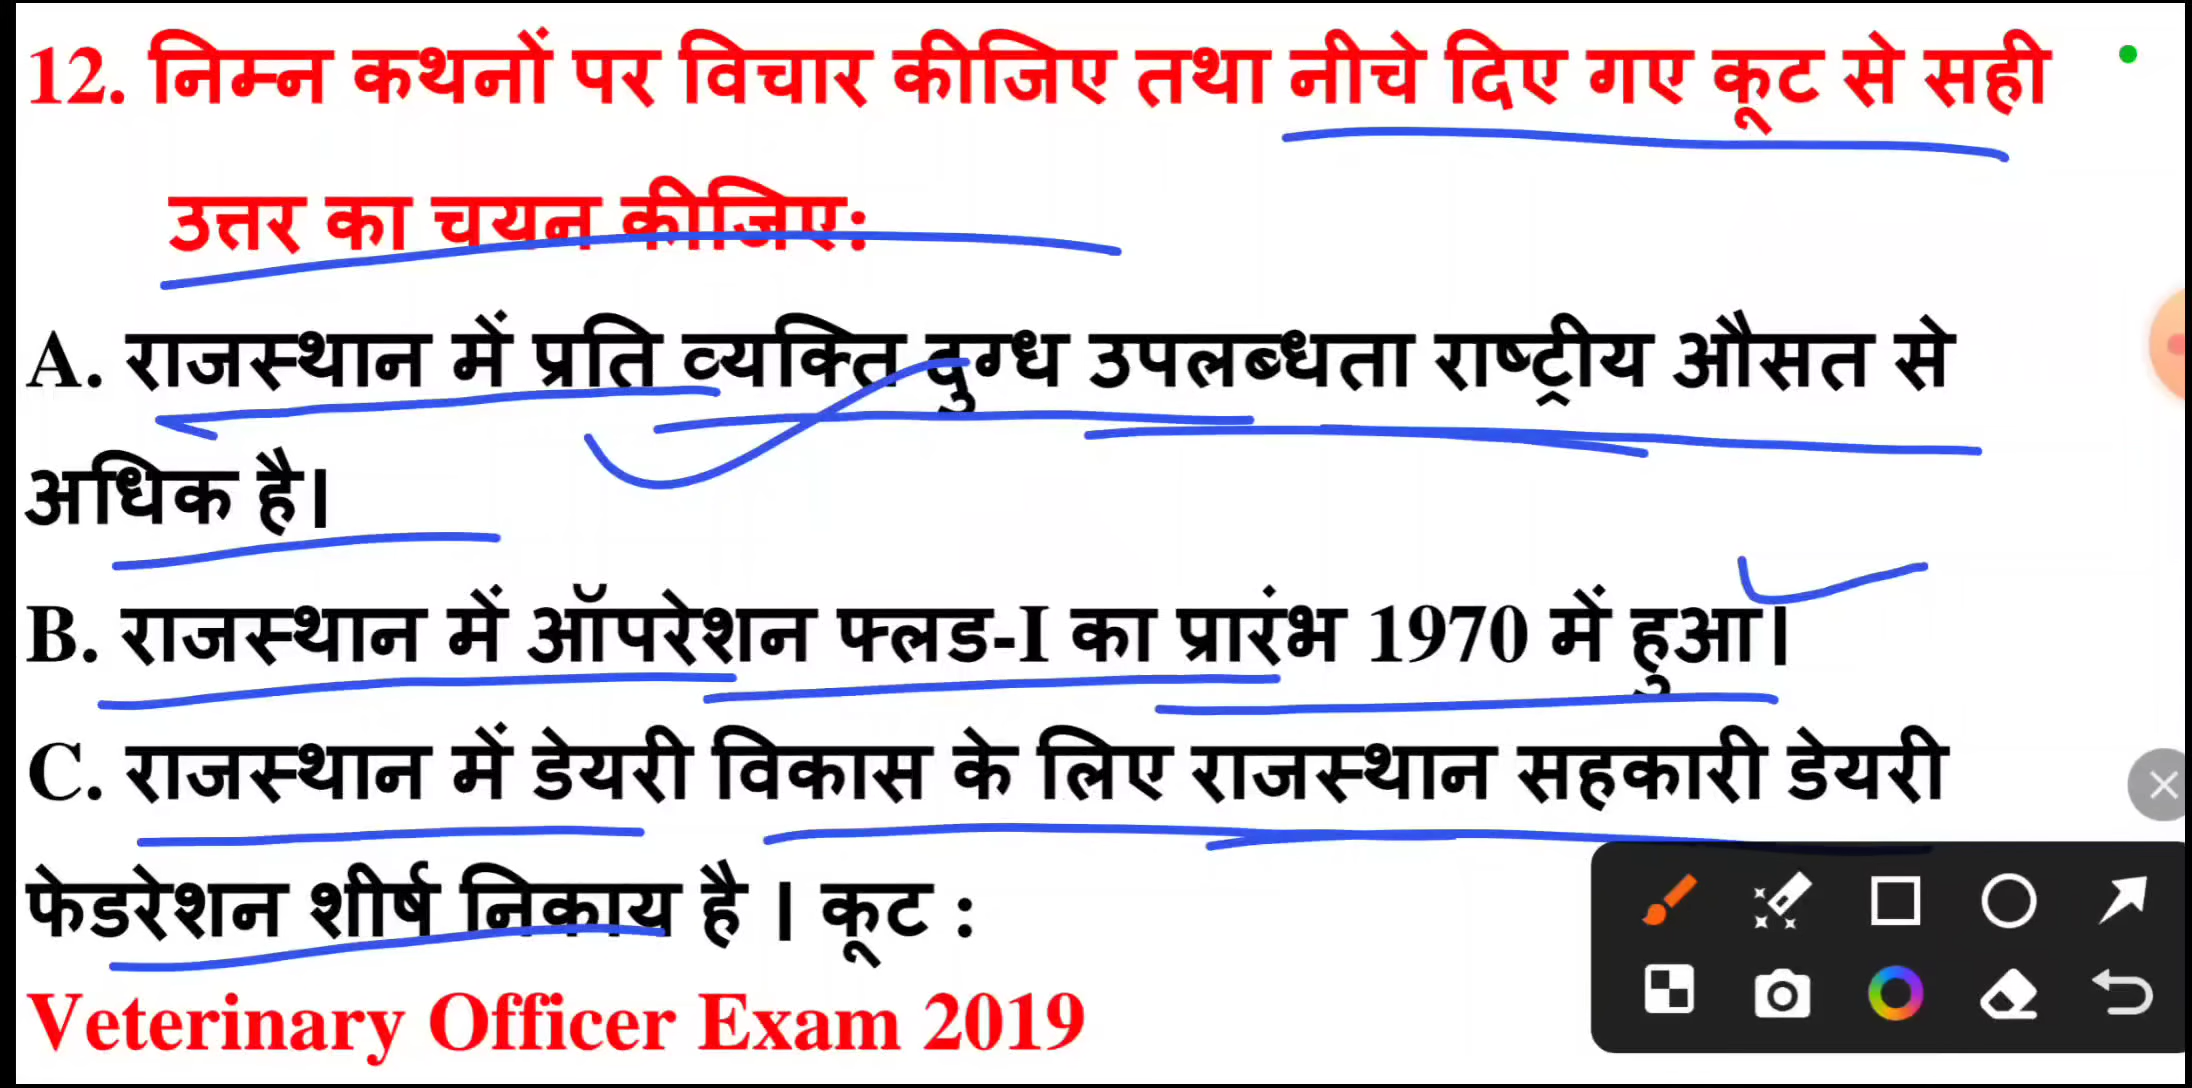 12. निम्न कथनों पर विचार कीजिए तथा नीचे दिए गए कूट से सही
उत्तर का चयन कीजिए:
A. राजस्थान में प्रति व्यक्ति दुग्ध उपलब्धता राष्ट्रीय औसत से
अधिक है।
B. राजस्थान में ऑपरेशन फ्लड-I का प्रारंभ 1970 में हुआ।
C. राजस्थान में डेयरी विकास के लिए राजस्थान सहकारी डेयरी
फेडरेशन शीर्ष निकाय है । कूट :
Veterinary Officer Exam 2019